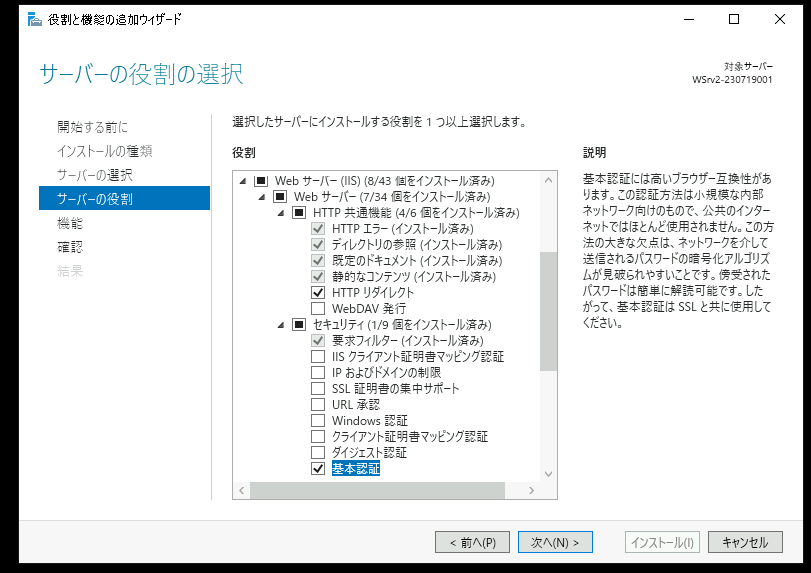 役割と機能の追加ウィザード
サーバーの役割の選択
対象サーバー
WSrv2-230719001
開始する前に
インストールの種類
サーバーの選択
サーバーの役割
機能
確認
結果
選択したサーバーにインストールする役割を 1 つ以上選択します。
役割
Web サーバー (IIS) (8/43 個をインストール済み)
Web サーバー (7/34 個をインストール済み)
HTTP 共通機能 (4/6 個をインストール済み)
HTTP エラー (インストール済み)
ディレクトリの参照 (インストール済み)
既定のドキュメント (インストール済み)
静的なコンテンツ (インストール済み)
HTTP リダイレクト
WebDAV 発行
セキュリティ (1/9 個をインストール済み)
要求フィルター (インストール済み)
IIS クライアント証明書マッピング認証
IP およびドメインの制限
SSL 証明書の集中サポート
URL 承認
Windows 認証
クライアント証明書マッピング認証
ダイジェスト認証
基本認証
説明
基本認証には高いブラウザー互換性があ
ります。この認証方法は小規模な内部
ネットワーク向けのもので、公共のインター
ネットではほとんど使用されません。この方
法の大きな欠点は、ネットワークを介して
送信されるパスワードの暗号化アルゴリズ
ムが見破られやすいことです。傍受された
パスワードは簡単に解読可能です。した
がって、基本認証は SSL と共に使用して
ください。
< 前へ(P)
次へ(N) >
インストール(I)
キャンセル